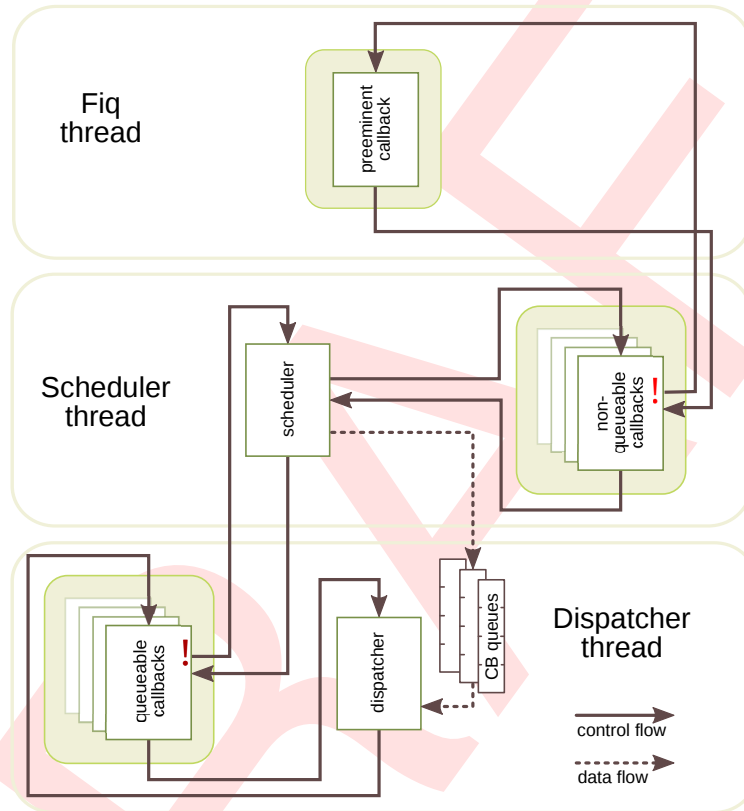 Fiq
thread
preeminent
callback
Scheduler
thread
scheduler
non-
queueable
callbacks
!
Dispatcher
thread
queueable
callbacks
!
dispatcher
CB queues
control flow
data flow